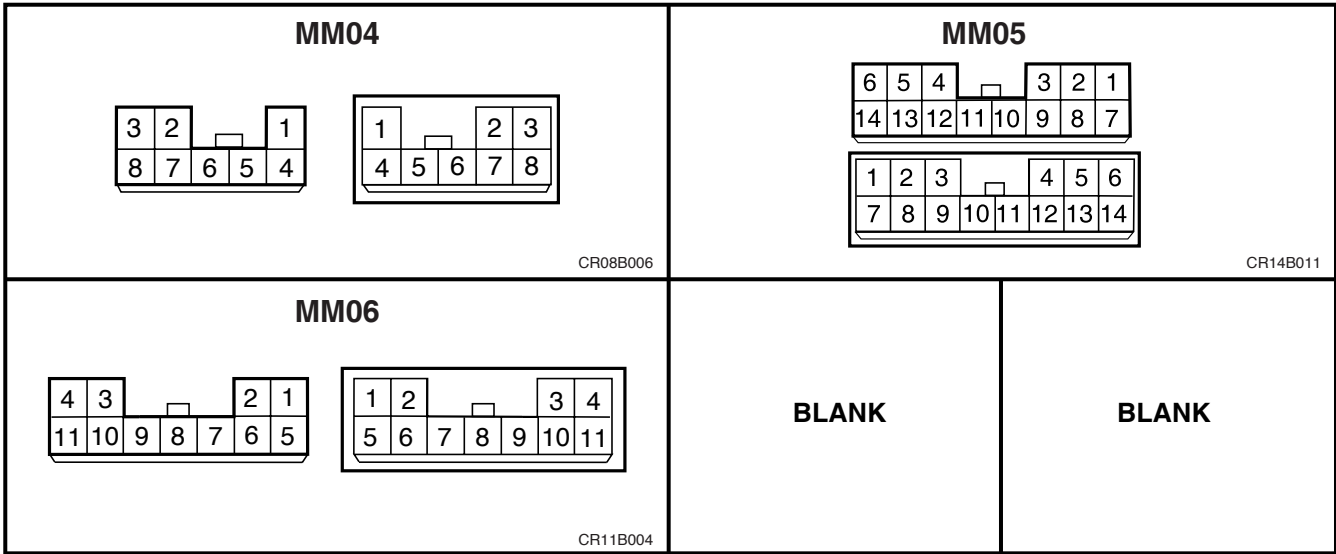 MM04
3 2 1
8 7 6 5 4
1 2 3
4 5 6 7 8
CR08B006
MM05
6 5 4 3 2 1
14 13 12 11 10 9 8 7
1 2 3 4 5 6
7 8 9 10 11 12 13 14
CR14B011
MM06
4 3 2 1
11 10 9 8 7 6 5
1 2 3 4
5 6 7 8 9 10 11
CR11B004
BLANK
BLANK